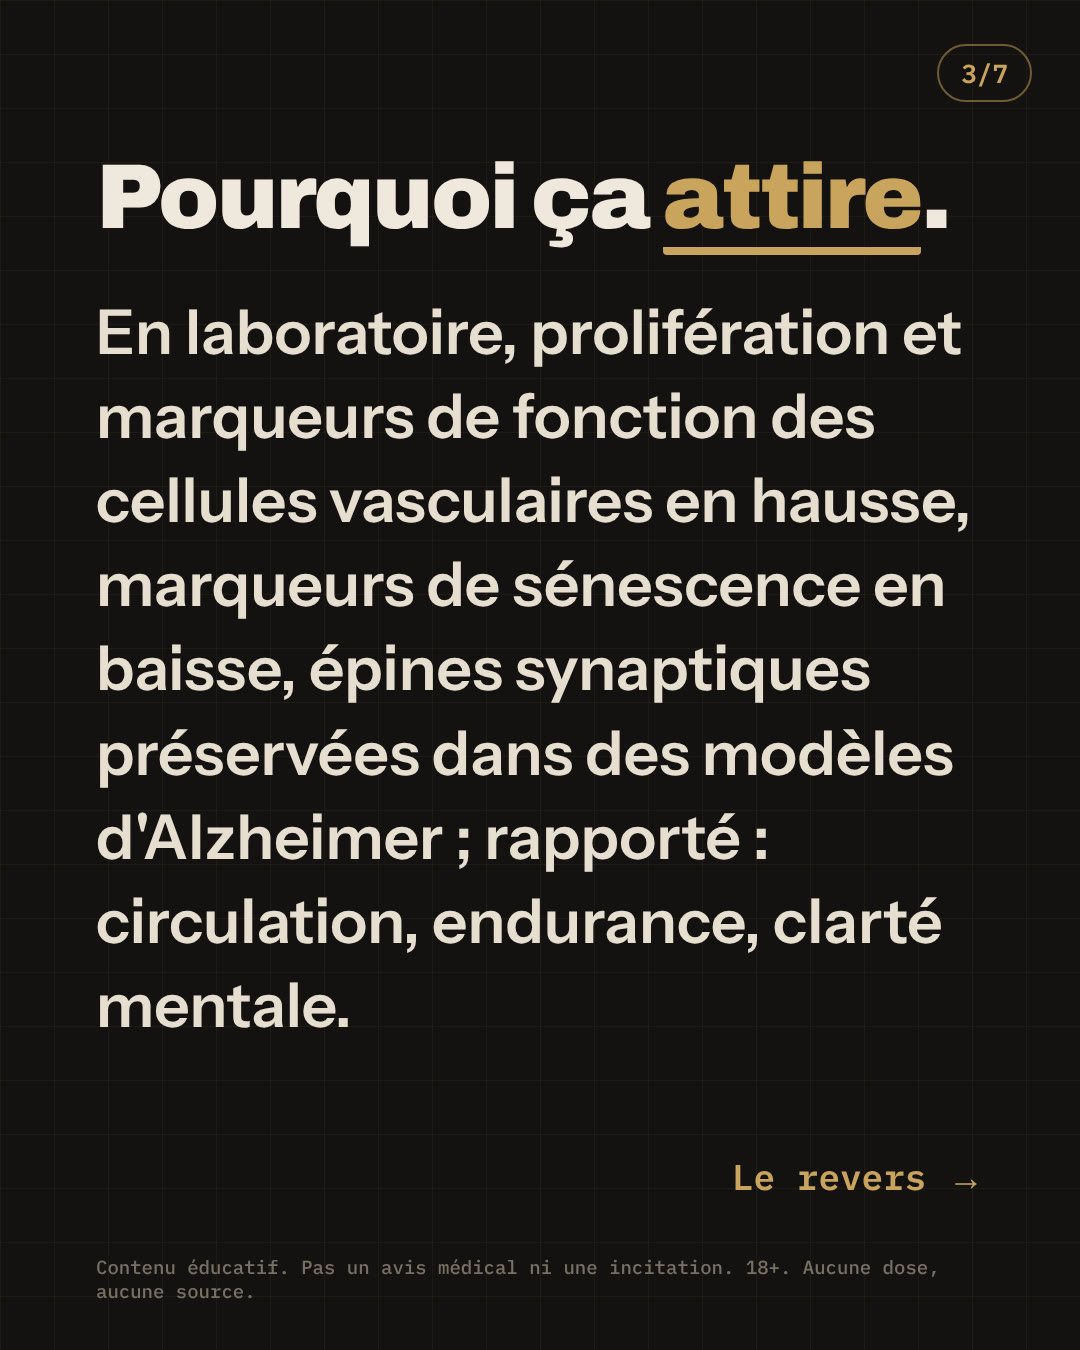 3/7
Pourquoi ça attire.
En laboratoire, prolifération et
marqueurs de fonction des
cellules vasculaires en hausse,
marqueurs de sénescence en
baisse, épines synaptiques
préservées dans des modèles
d'Alzheimer ; rapporté :
circulation, endurance, clarté
mentale.
Le revers →
Contenu éducatif. Pas un avis médical ni une incitation. 18+. Aucune dose,
aucune source.